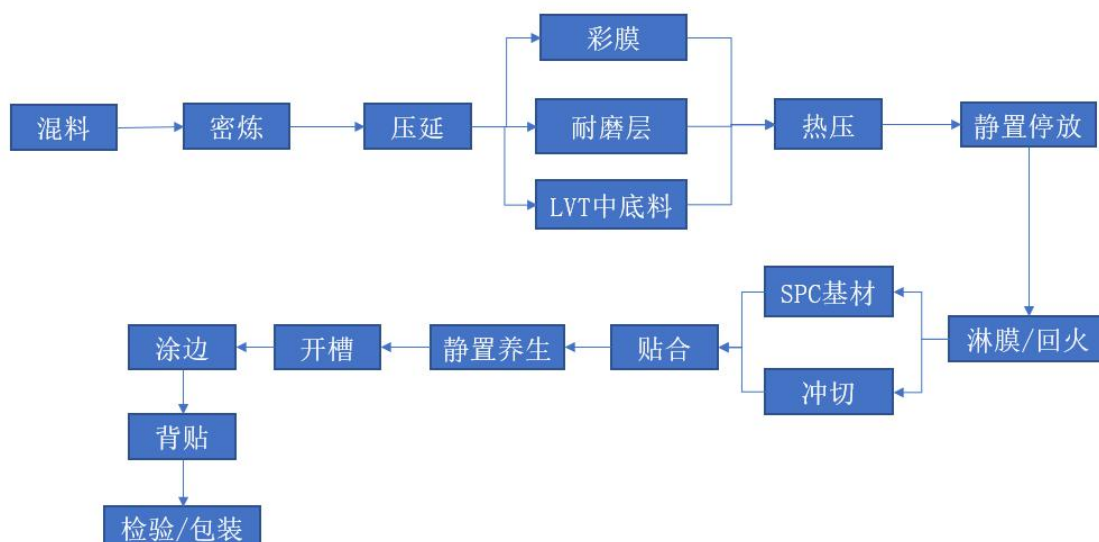 混料
密炼
压延
彩膜
耐磨层
LVT中底料
热压
静置停放
淋膜/回火
SPC基材
冲切
贴合
静置养生
开槽
涂边
背贴
检验/包装